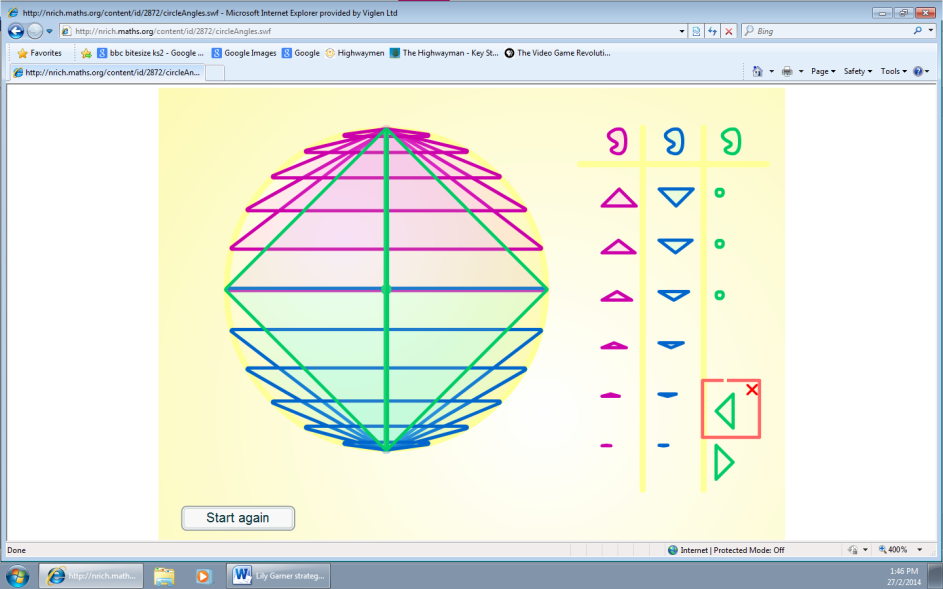 http://nrich.maths.org/content/id/2872/circleAngles.swf - Microsoft Internet Explorer provided by Viglen Ltd
http://nrich.maths.org/content/id/2872/circleAngles.swf
Bing
Favorites
bbc bitesize ks2 - Google ...
Google Images
Google
Highwaymen
The Highwayman - Key St...
The Video Game Revoluti...
http://nrich.maths.org/content/id/2872/circleAn...
Page
Safety
Tools
Start again
Done
Internet | Protected Mode: Off
400%
http://nrich.math...
Lily Garner strateg...
1:46 PM
27/2/2014